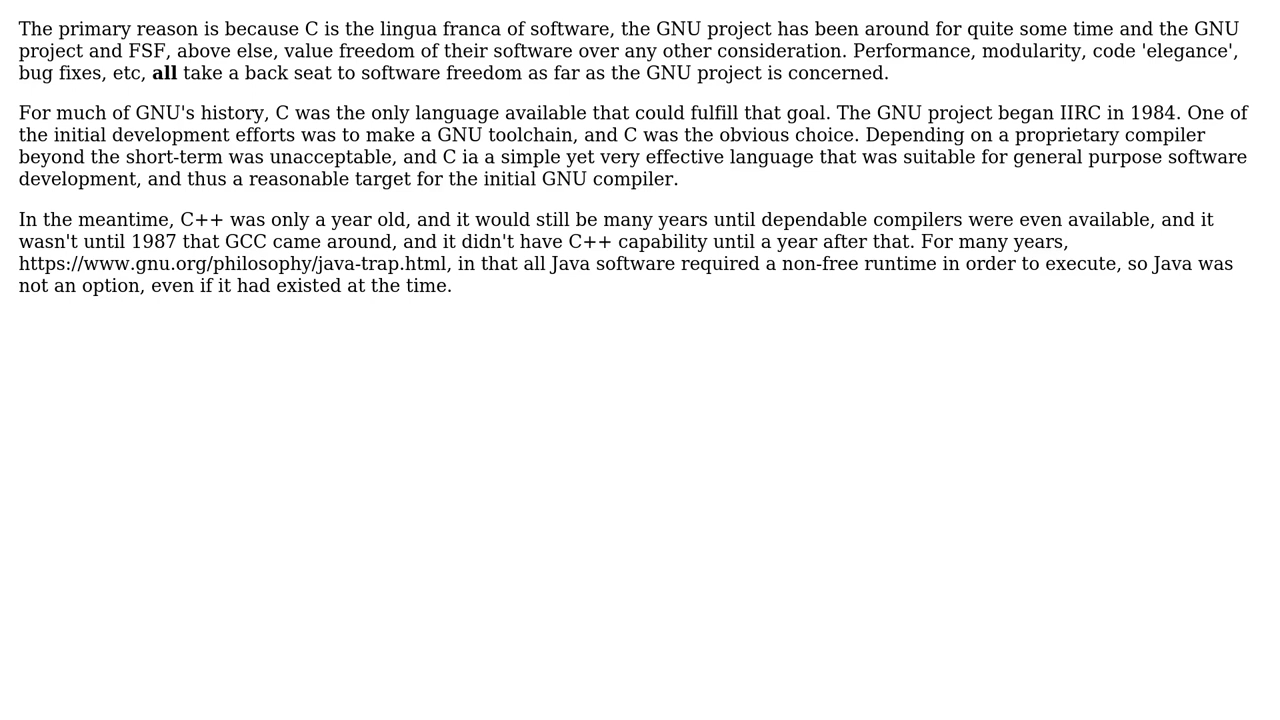 The primary reason is because C is the lingua franca of software, the GNU project has been around for quite some time and the GNU
project and FSF, above else, value freedom of their software over any other consideration. Performance, modularity, code 'elegance',
bug fixes, etc, all take a back seat to software freedom as far as the GNU project is concerned.
For much of GNU's history, C was the only language available that could fulfill that goal. The GNU project began IIRC in 1984. One of
the initial development efforts was to make a GNU toolchain, and C was the obvious choice. Depending on a proprietary compiler
beyond the short-term was unacceptable, and C ia a simple yet very effective language that was suitable for general purpose software
development, and thus a reasonable target for the initial GNU compiler.
In the meantime, C++ was only a year old, and it would still be many years until dependable compilers were even available, and it
wasn't until 1987 that GCC came around, and it didn't have C++ capability until a year after that. For many years,
https://www.gnu.org/philosophy/java-trap.html, in that all Java software required a non-free runtime in order to execute, so Java was
not an option, even if it had existed at the time.